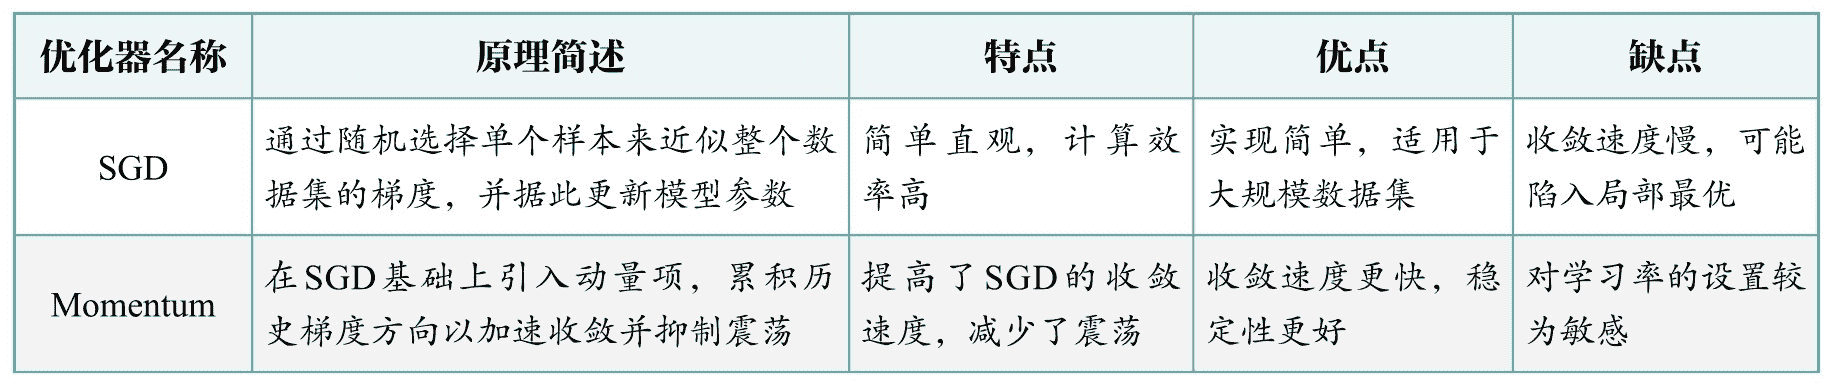 优化器名称 原理简述 特点 优点 缺点
SGD
通过随机选择单个样本来近似整个数
据集的梯度，并据此更新模型参数
简单直观，计算效
率高
实现简单，适用于
大规模数据集
收敛速度慢，可能
陷入局部最优
Momentum
在SGD基础上引入动量项，累积历
史梯度方向以加速收敛并抑制震荡
提高了SGD的收敛
速度，减少了震荡
收敛速度更快，稳
定性更好
对学习率的设置较
为敏感